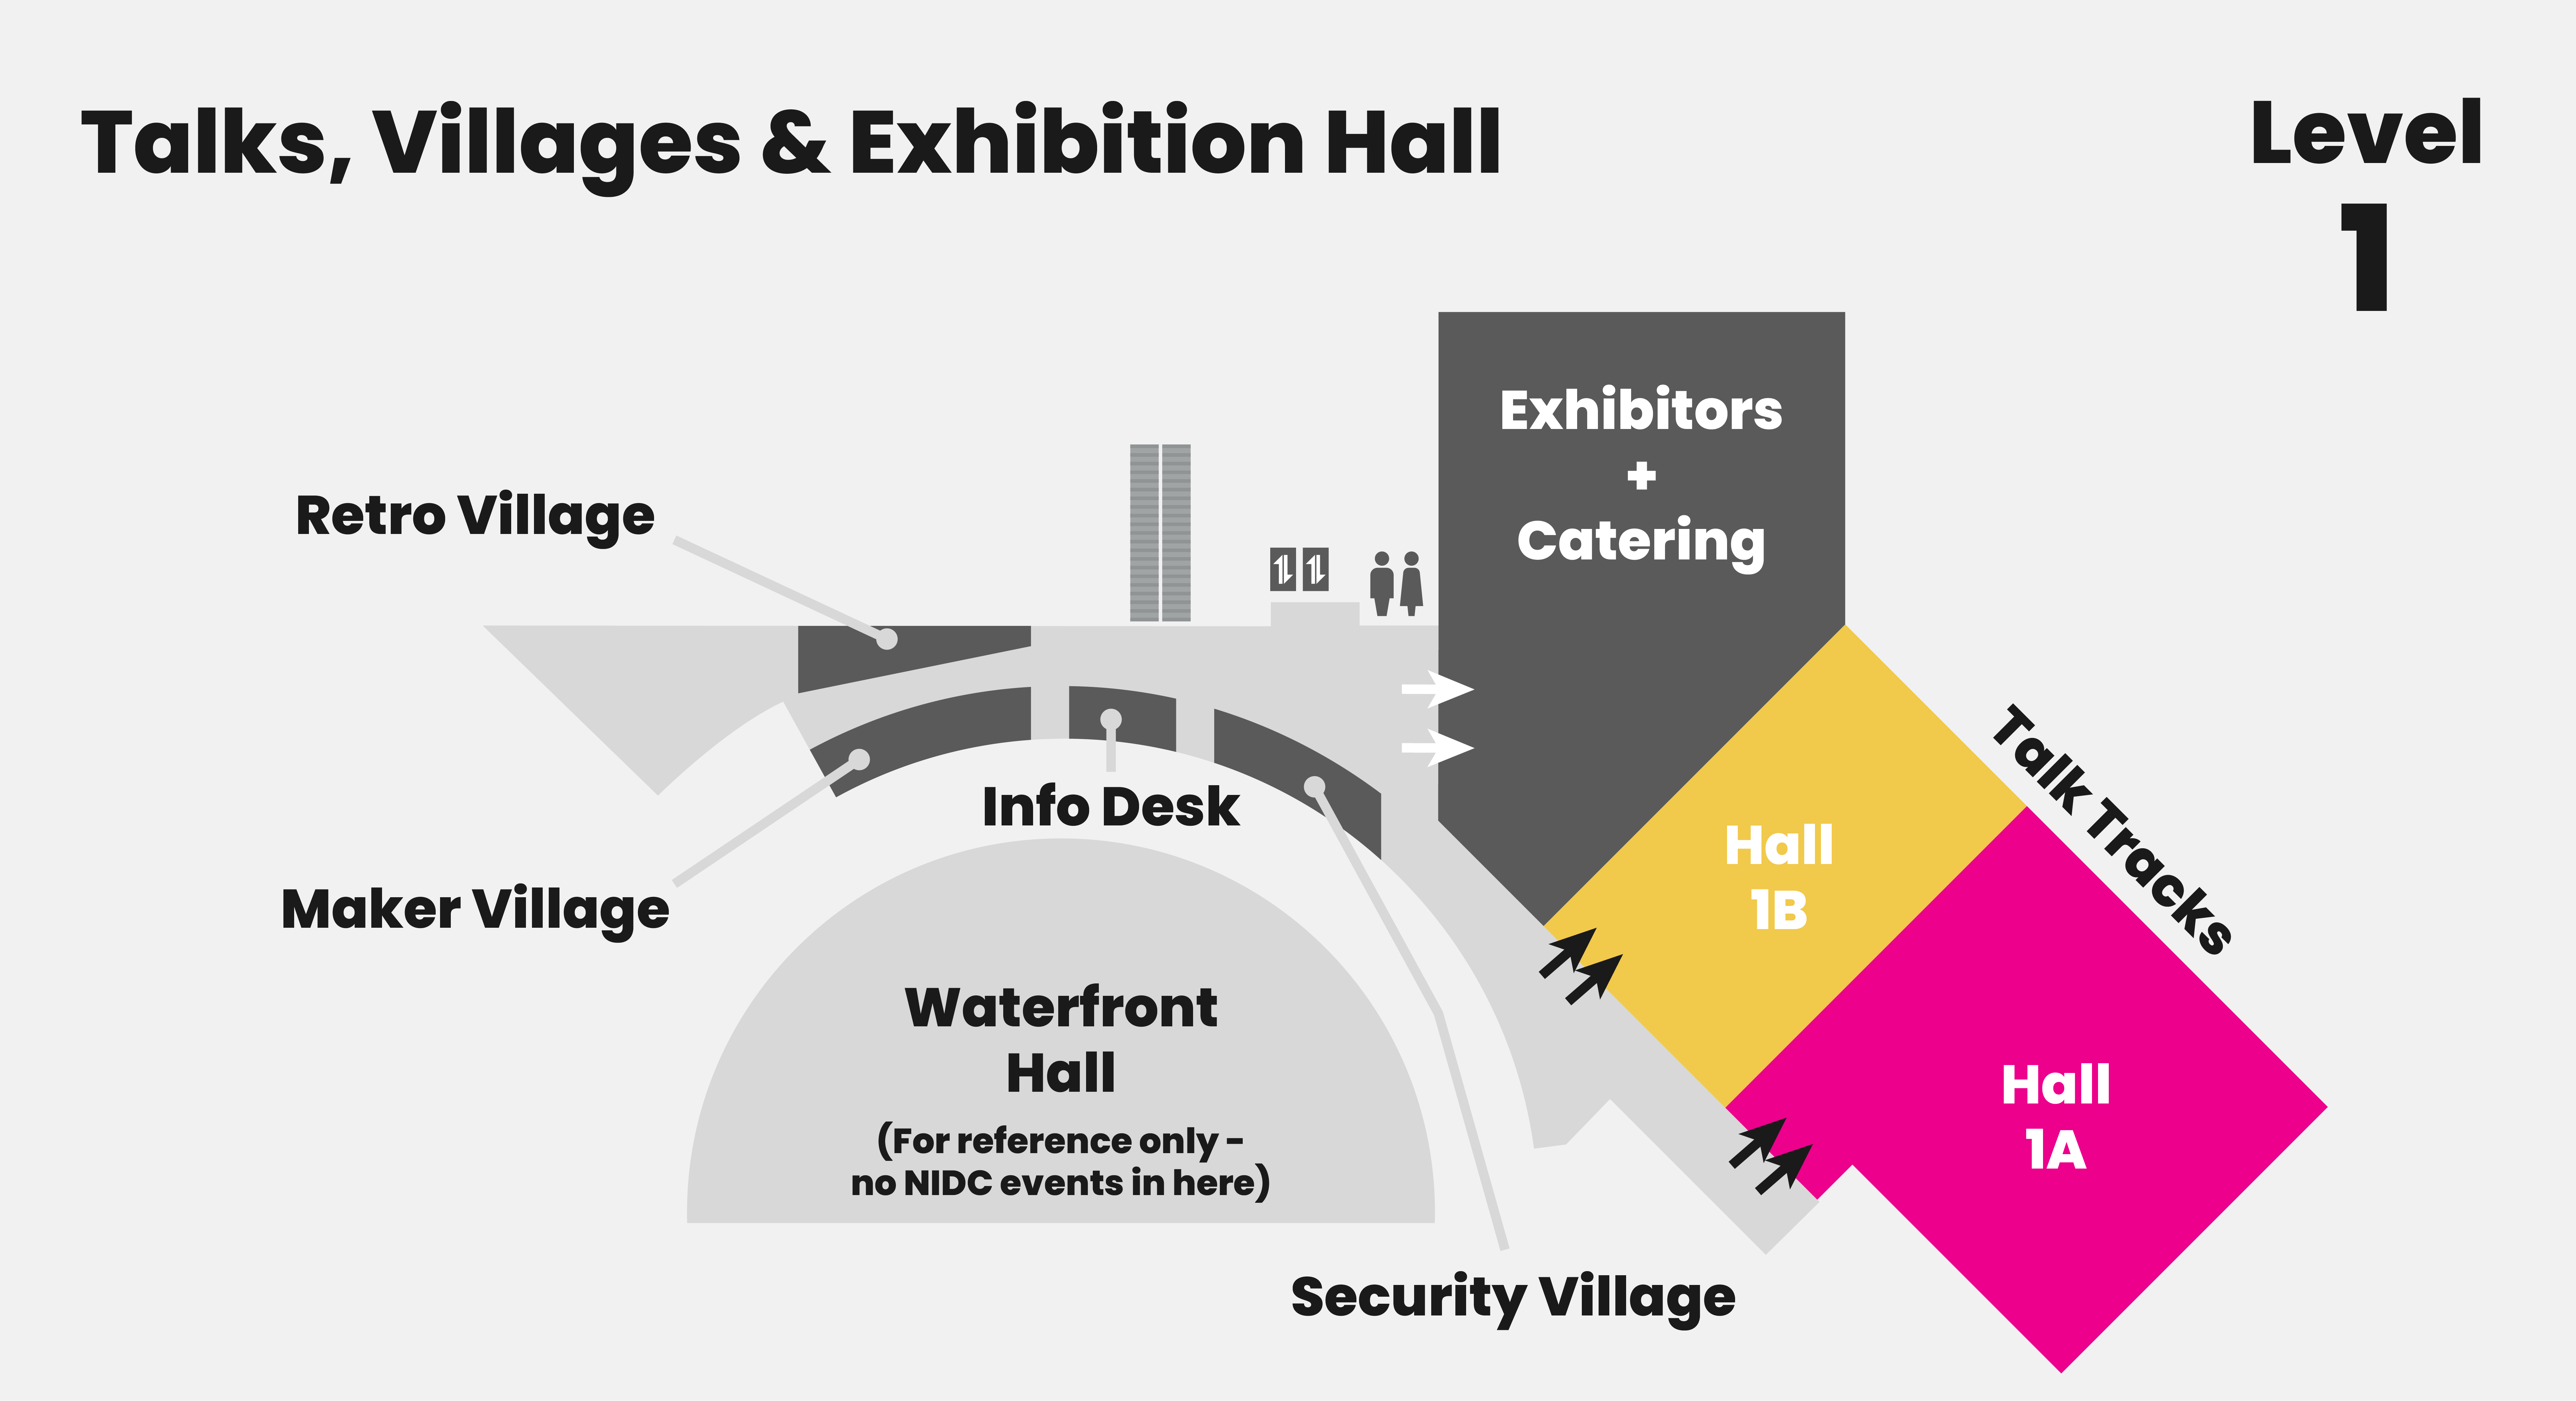 Talks, Villages & Exhibition Hall
Level
1
Exhibitors
+
Catering
Retro Village
Info Desk
Maker Village
Talk Tracks
Hall
1B
Waterfront
Hall
(For reference only -
no NIDC events in here)
Hall
1A
Security Village